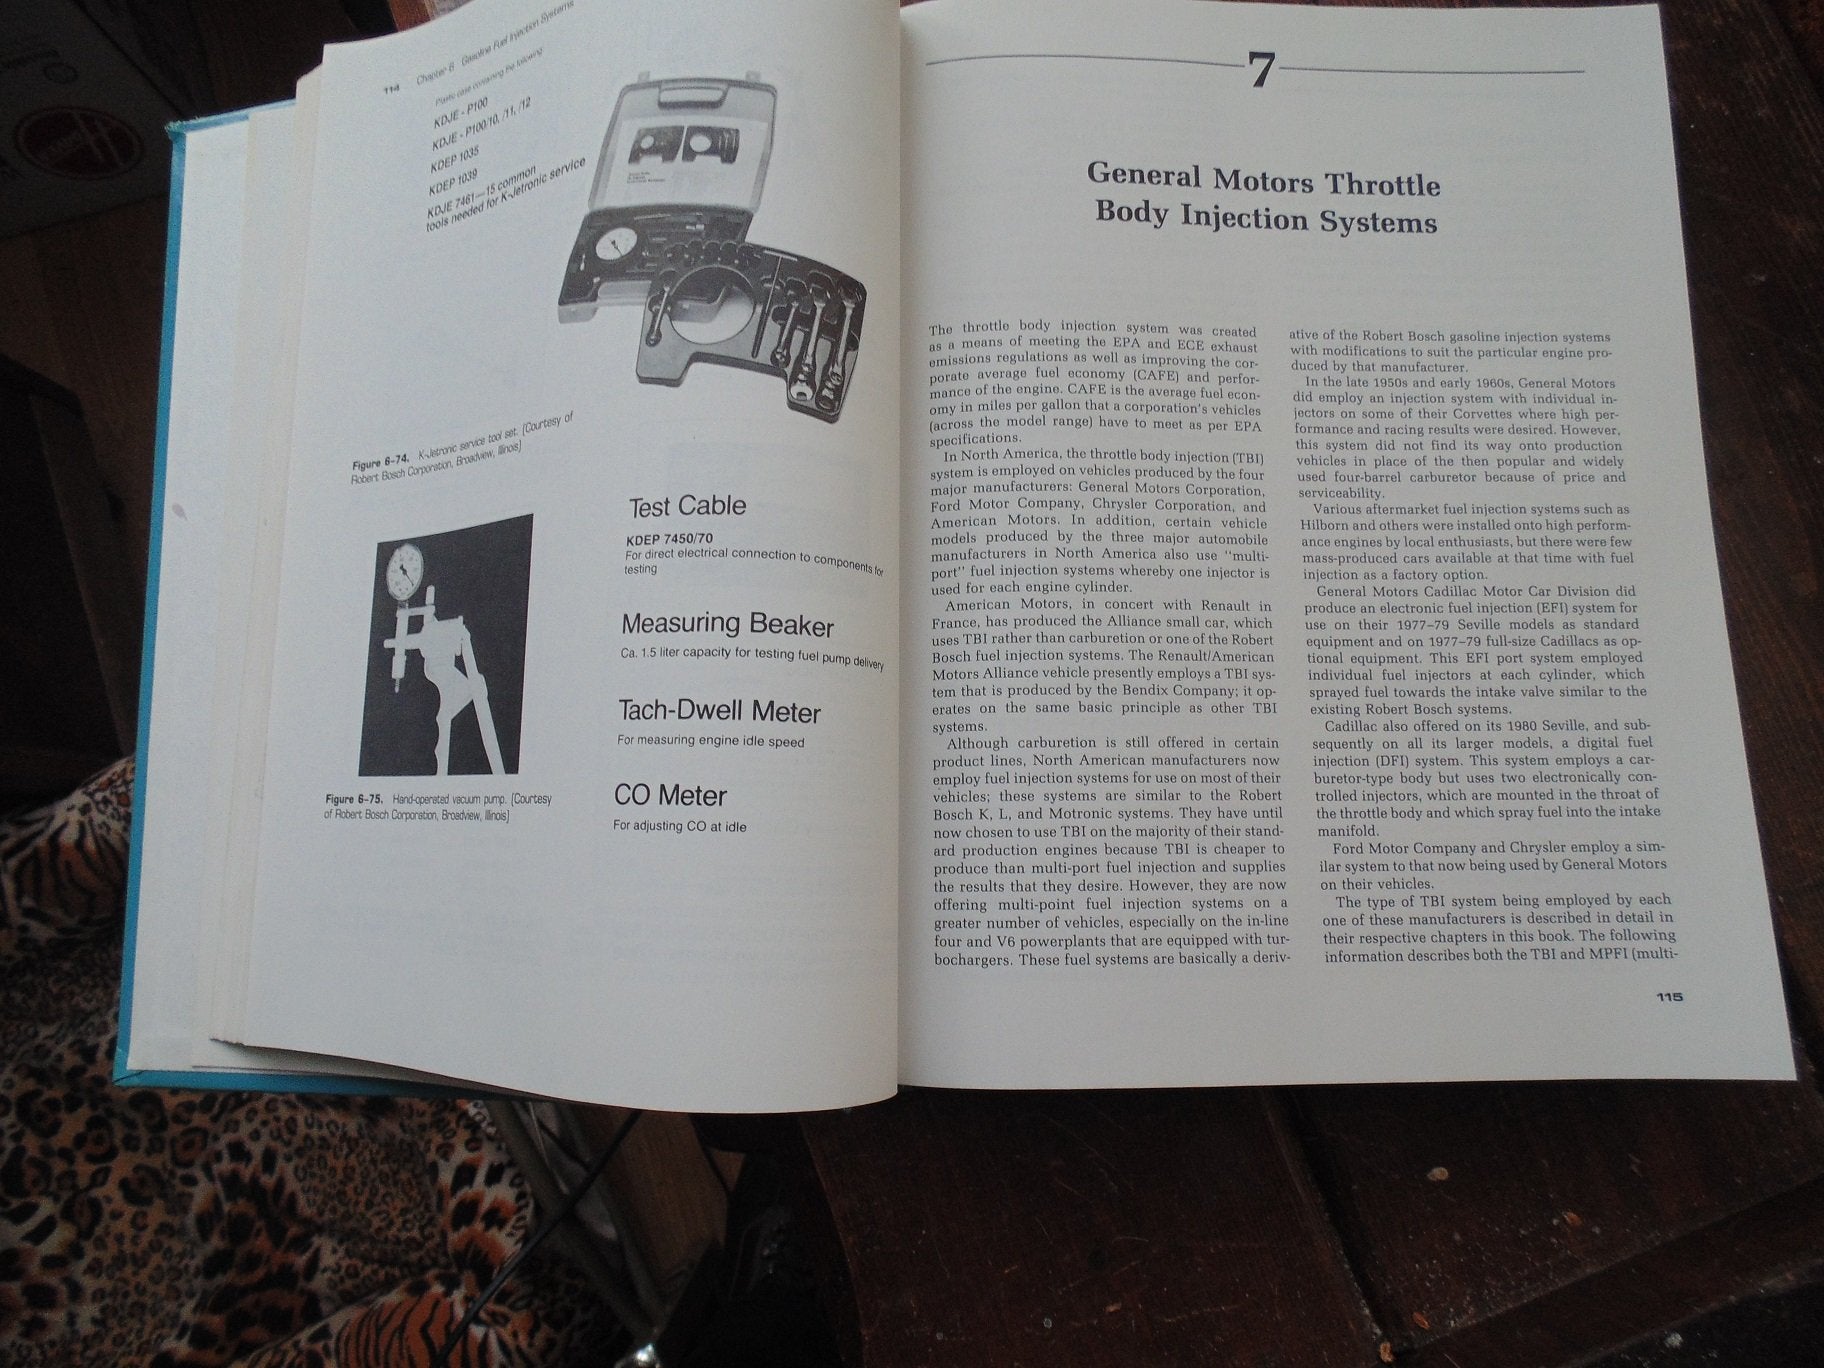 114 Chapter 6 Gasoline Fuel Injection Systems
Plastic case containing the following
KDJE - P100
KDJE - P100/10, /11, /12
KDEP 1035
KDEP 1039
KDJE 7461—15 common
tools needed for K-Jetronic service
Figure 6-74. K-Jetronic service tool set. (Courtesy of
Robert Bosch Corporation, Broadview, Illinois)
Figure 6-75. Hand-operated vacuum pump. (Courtesy
of Robert Bosch Corporation, Broadview, Illinois)
Test Cable
KDEP 7450/70
For direct electrical connection to components for
testing
Measuring Beaker
Ca. 1.5 liter capacity for testing fuel pump delivery
Tach-Dwell Meter
For measuring engine idle speed
CO Meter
For adjusting CO at idle
7
General Motors Throttle
Body Injection Systems
The throttle body injection system was created
as a means of meeting the EPA and ECE exhaust
emissions regulations as well as improving the cor-
porate average fuel economy (CAFE) and perfor-
mance of the engine. CAFE is the average fuel econ-
omy in miles per gallon that a corporation's vehicles
(across the model range) have to meet as per EPA
specifications.
In North America, the throttle body injection (TBI)
system is employed on vehicles produced by the four
major manufacturers: General Motors Corporation,
Ford Motor Company, Chrysler Corporation, and
American Motors. In addition, certain vehicle
models produced by the three major automobile
manufacturers in North America also use "multi-
port" fuel injection systems whereby one injector is
used for each engine cylinder.
American Motors, in concert with Renault in
France, has produced the Alliance small car, which
uses TBI rather than carburetion or one of the Robert
Bosch fuel injection systems. The Renault/American
Motors Alliance vehicle presently employs a TBI sys-
tem that is produced by the Bendix Company; it op-
erates on the same basic principle as other TBI
systems.
Although carburetion is still offered in certain
product lines, North American manufacturers now
employ fuel injection systems for use on most of their
vehicles; these systems are similar to the Robert
Bosch K, L, and Motronic systems. They have until
now chosen to use TBI on the majority of their stand-
ard production engines because TBI is cheaper to
produce than multi-port fuel injection and supplies
the results that they desire. However, they are now
offering multi-point fuel injection systems on a
greater number of vehicles, especially on the in-line
four and V6 powerplants that are equipped with tur-
bochargers. These fuel systems are basically a deriv-
ative of the Robert Bosch gasoline injection systems
with modifications to suit the particular engine pro-
duced by that manufacturer.
In the late 1950s and early 1960s, General Motors
did employ an injection system with individual in-
jectors on some of their Corvettes where high per-
formance and racing results were desired. However,
this system did not find its way onto production
vehicles in place of the then popular and widely
used four-barrel carburetor because of price and
serviceability.
Various aftermarket fuel injection systems such as
Hilborn and others were installed onto high perform-
ance engines by local enthusiasts, but there were few
mass-produced cars available at that time with fuel
injection as a factory option.
General Motors Cadillac Motor Car Division did
produce an electronic fuel injection (EFI) system for
use on their 1977-79 Seville models as standard
equipment and on 1977-79 full-size Cadillacs as op-
tional equipment. This EFI port system employed
individual fuel injectors at each cylinder, which
sprayed fuel towards the intake valve similar to the
existing Robert Bosch systems.
Cadillac also offered on its 1980 Seville, and sub-
sequently on all its larger models, a digital fuel
injection (DFI) system. This system employs a car-
buretor-type body but uses two electronically con-
trolled injectors, which are mounted in the throat of
the throttle body and which spray fuel into the intake
manifold.
Ford Motor Company and Chrysler employ a sim-
ilar system to that now being used by General Motors
on their vehicles.
The type of TBI system being employed by each
one of these manufacturers is described in detail in
their respective chapters in this book. The following
information describes both the TBI and MPFI (multi-
115